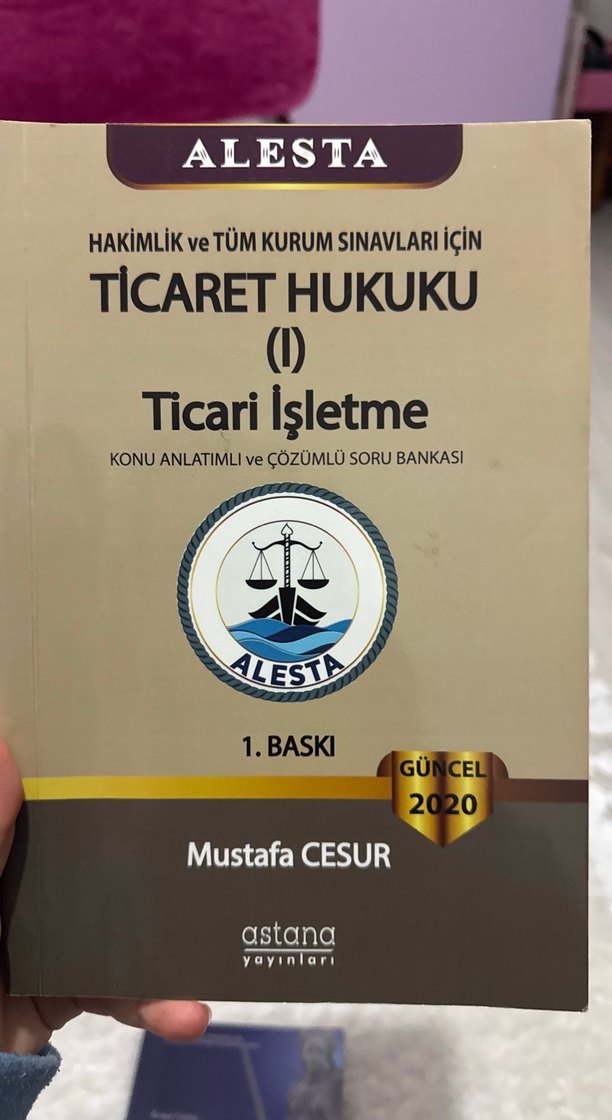 ALESTA
HAKİMLİK ve TÜM KURUM SINAVLARI İÇİN
TİCARET HUKUKU
(I)
Ticari İşletme
KONU ANLATIMLI ve ÇÖZÜMLÜ SORU BANKASI
ALESTA
1. BASKI
GÜNCEL
2020
Mustafa CESUR
astana
yayınları